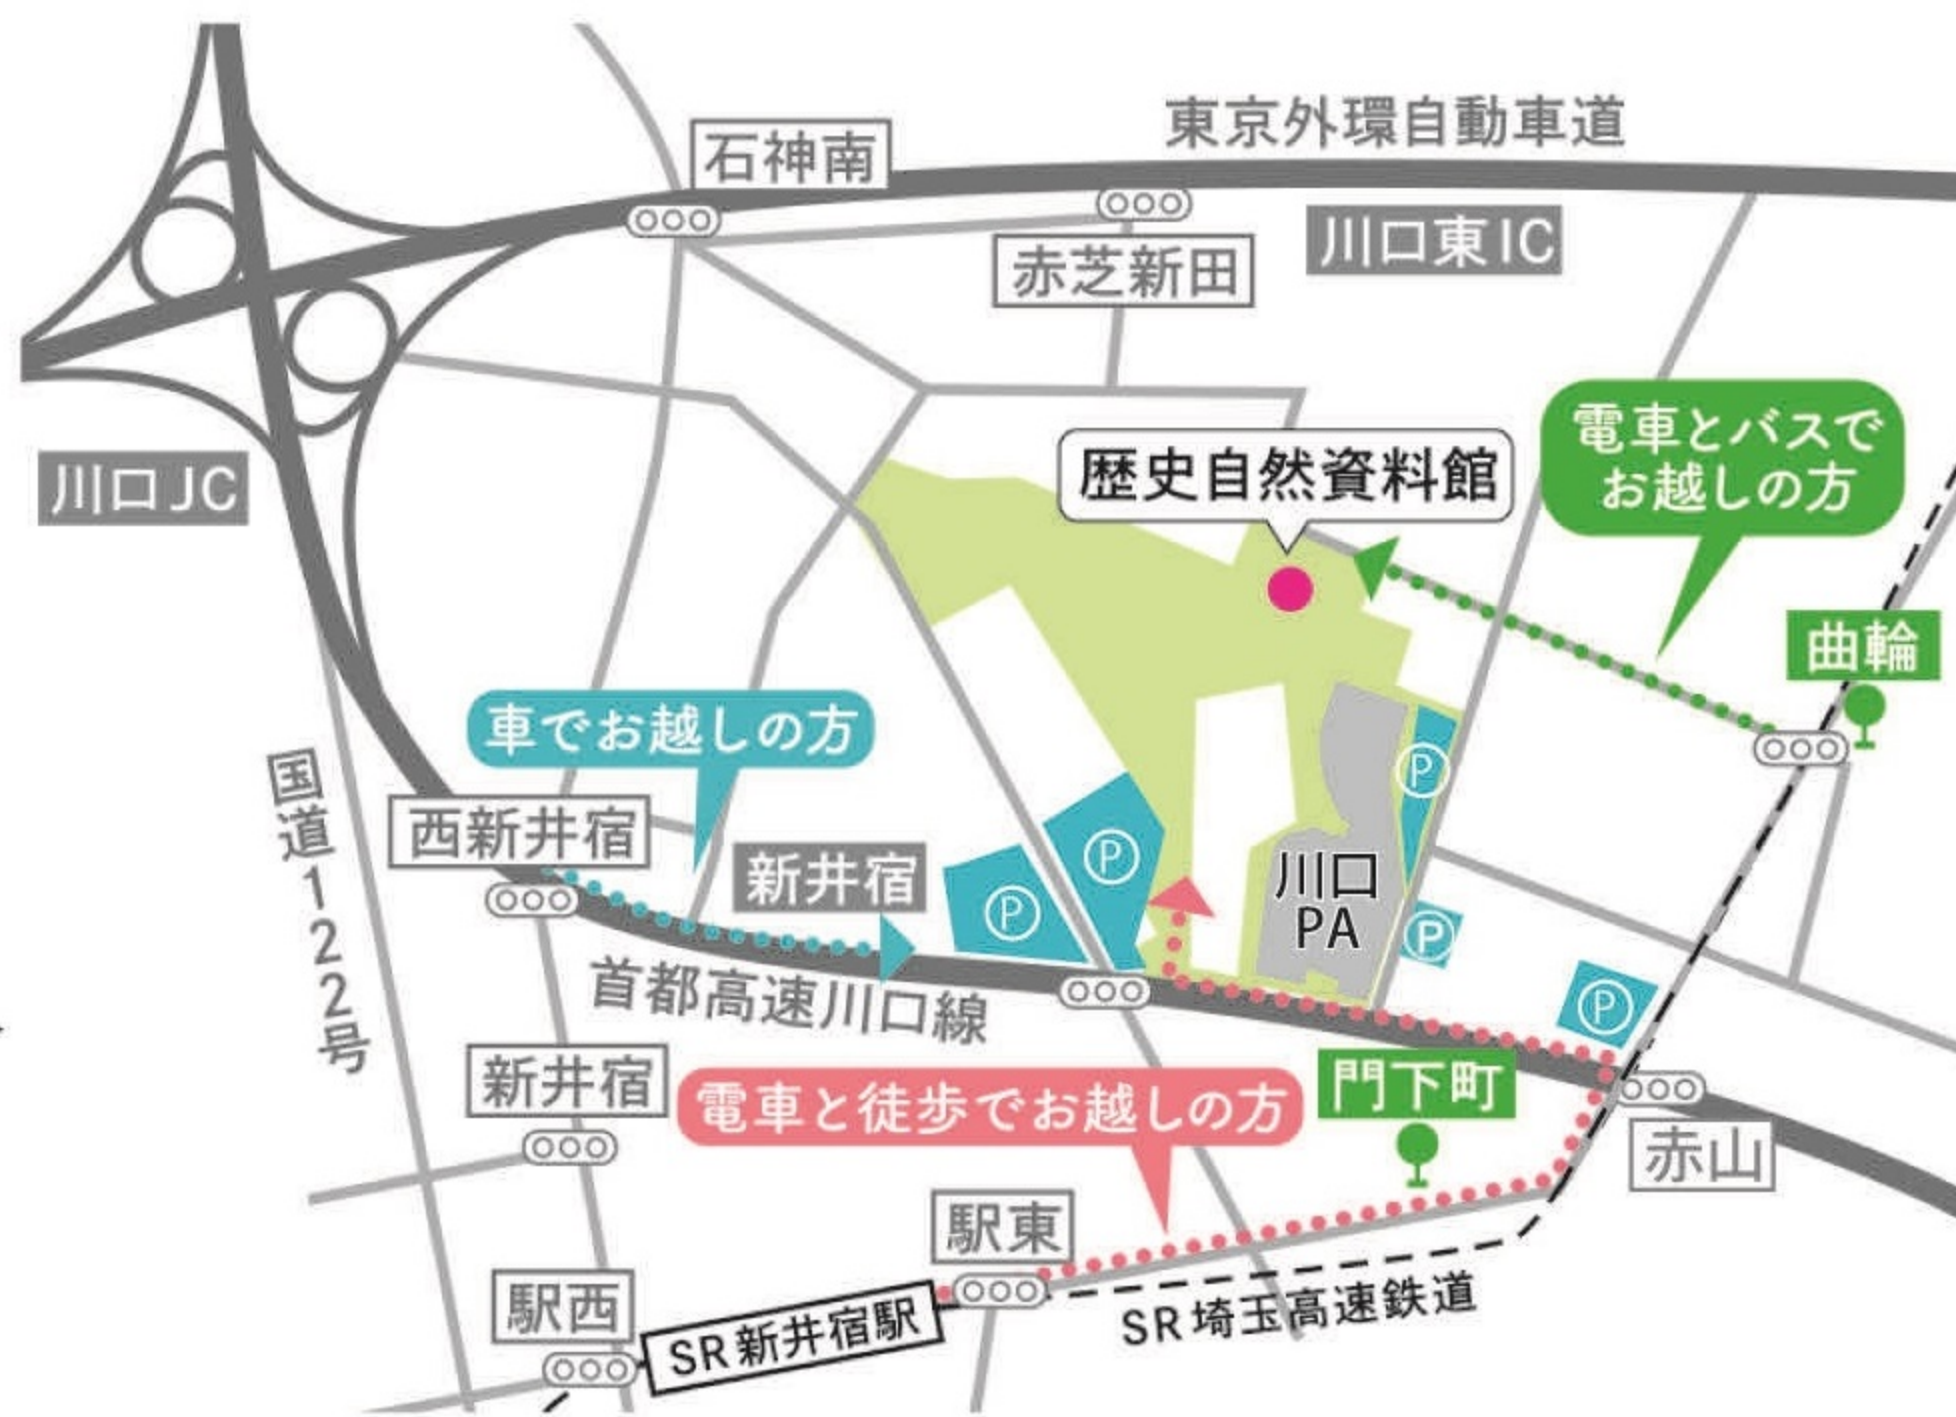 東京外環自動車道
石神南
川口東IC
赤芝新田
電車とバスで
お越しの方
歴史自然資料館
川口JC
曲輪
車でお越しの方
国道122号
西新井宿
新井宿
P
P
P
P
P
川口
PA
首都高速川口線
新井宿
電車と徒歩でお越しの方
門下町
赤山
駅東
駅西
SR新井宿駅
SR埼玉高速鉄道